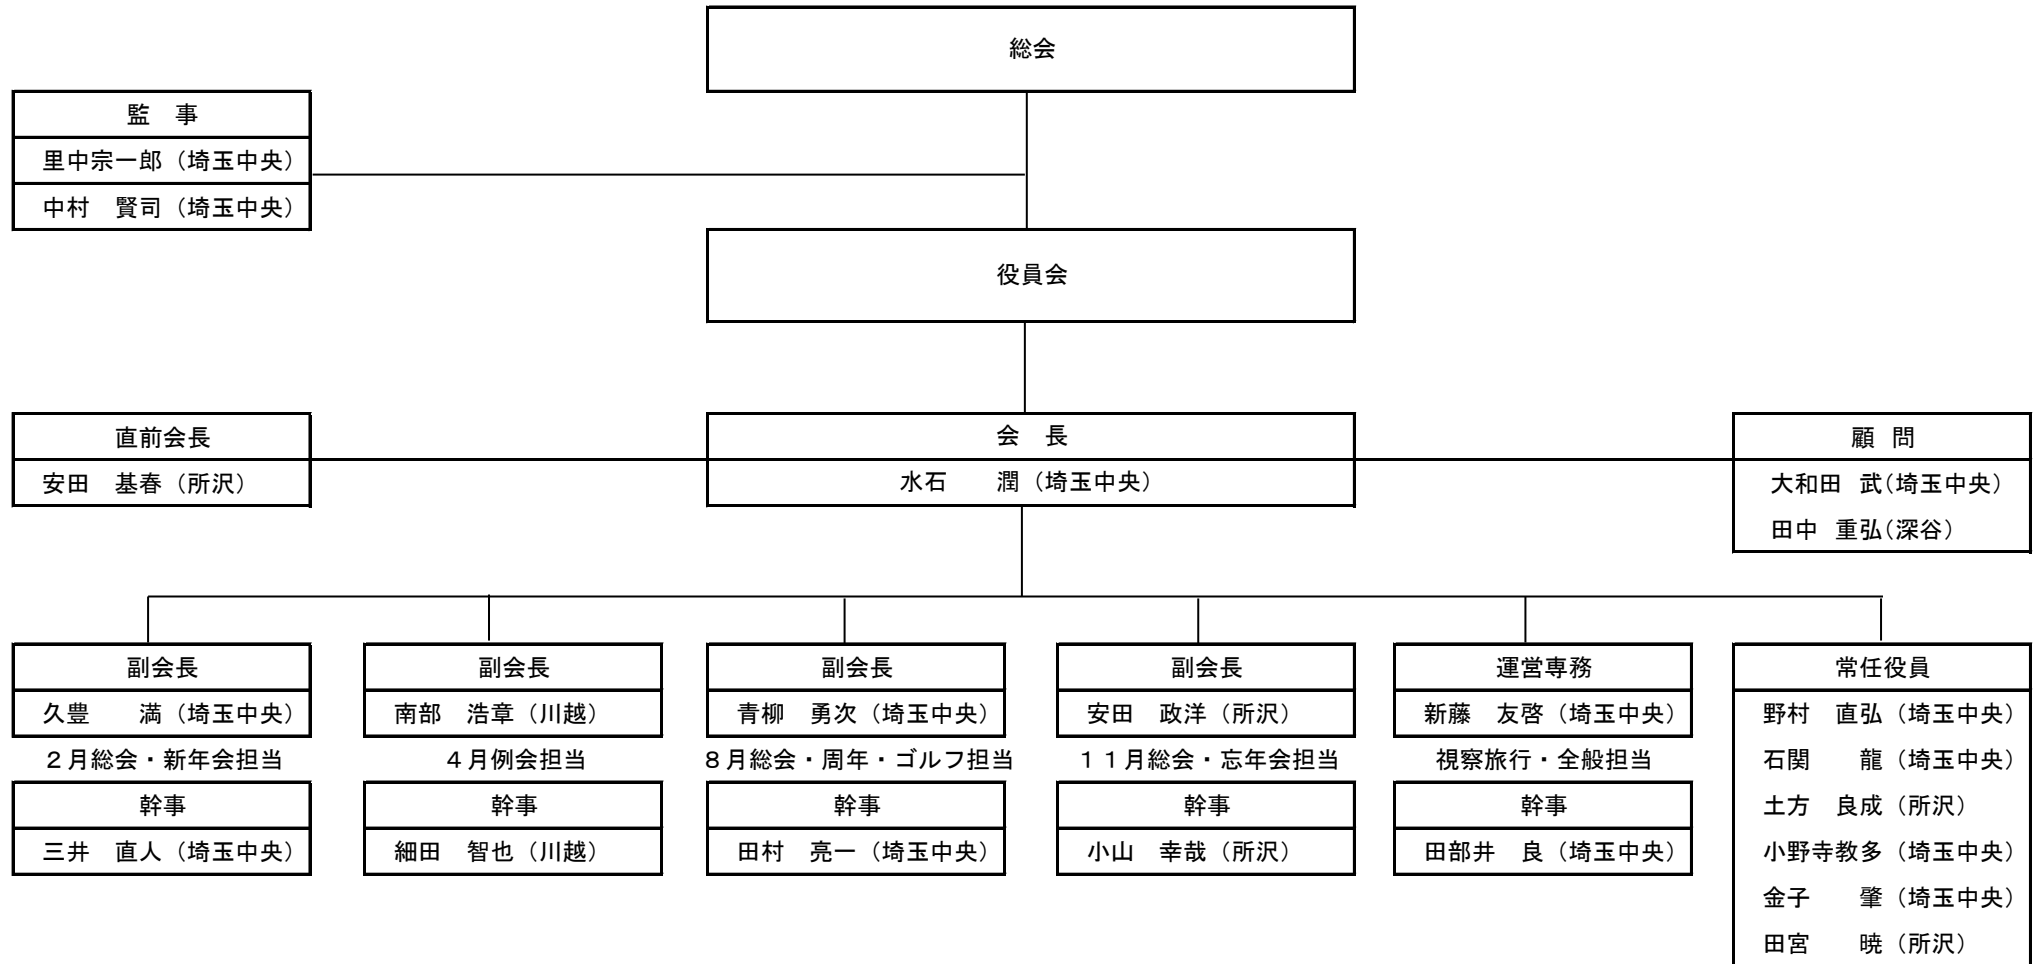 総会
監　事
里中宗一郎（埼玉中央）
中村　賢司（埼玉中央）
役員会
直前会長
安田　基春（所沢）
会　長
水石　　潤（埼玉中央）
顧　問
大和田　武（埼玉中央）
田中　重弘（深谷）
副会長
久豊　　満（埼玉中央）
２月総会・新年会担当
幹事
三井　直人（埼玉中央）
副会長
南部　浩章（川越）
４月例会担当
幹事
細田　智也（川越）
副会長
青柳　勇次（埼玉中央）
８月総会・周年・ゴルフ担当
幹事
田村　亮一（埼玉中央）
副会長
安田　政洋（所沢）
１１月総会・忘年会担当
幹事
小山　幸哉（所沢）
運営専務
新藤　友啓（埼玉中央）
視察旅行・全般担当
幹事
田部井　良（埼玉中央）
常任役員
野村　直弘（埼玉中央）
石関　　龍（埼玉中央）
土方　良成（所沢）
小野寺教多（埼玉中央）
金子　　肇（埼玉中央）
田宮　　暁（所沢）